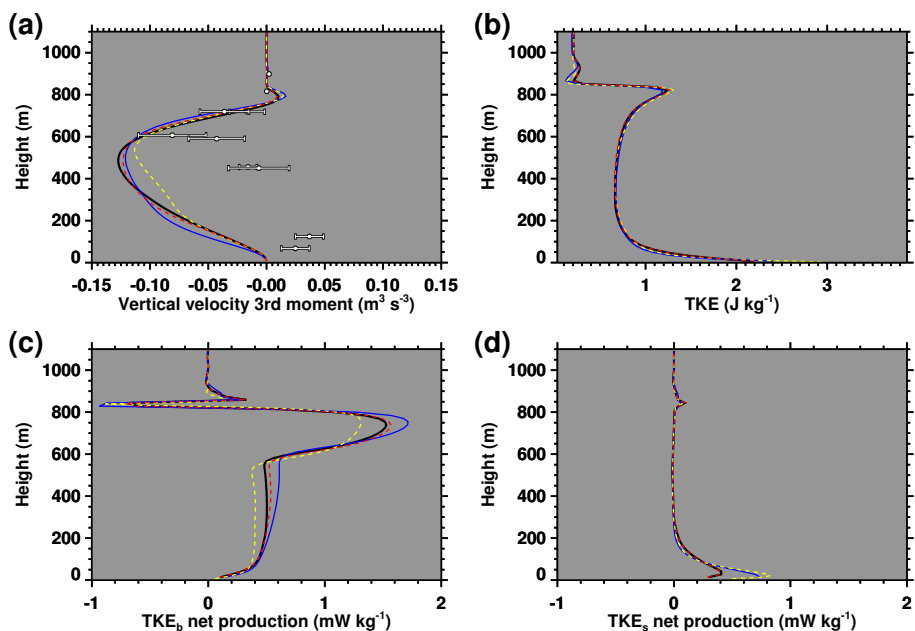 (a)
1000
800
600
400
200
0
Height (m)
-0.15 -0.10 -0.05 -0.00 0.05 0.10 0.15
Vertical velocity 3rd moment (m³ s⁻³)
(b)
1000
800
600
400
200
0
Height (m)
1 2 3
TKE (J kg⁻¹)
(c)
1000
800
600
400
200
0
Height (m)
-1 0 1 2
TKE_b net production (mW kg⁻¹)
(d)
1000
800
600
400
200
0
Height (m)
-1 0 1 2
TKE_s net production (mW kg⁻¹)